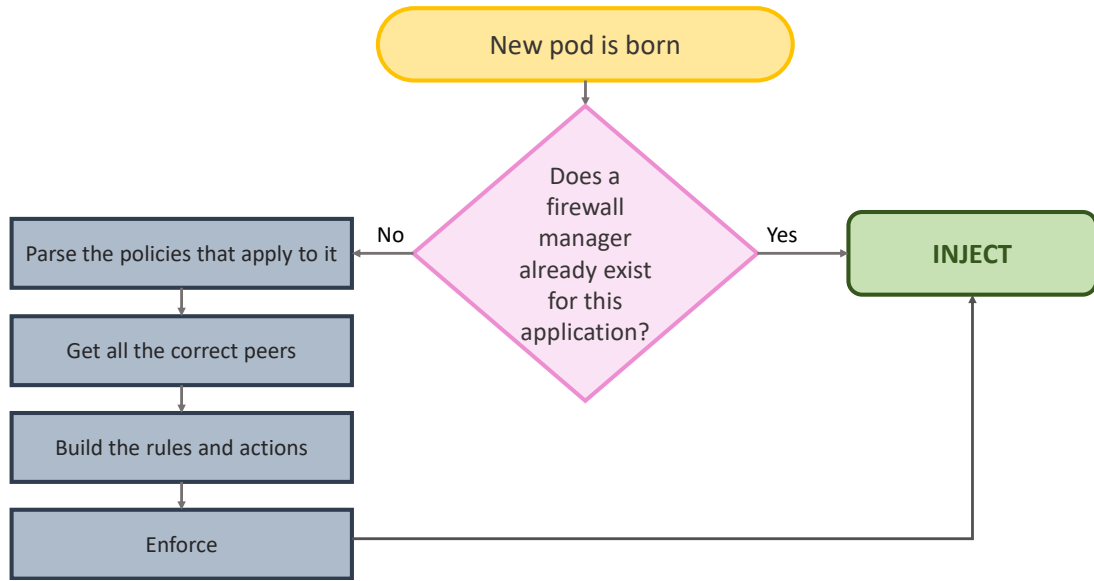 New pod is born
Does a
firewall
manager
already exist
for this
application?
No
Yes
Parse the policies that apply to it
INJECT
Get all the correct peers
Build the rules and actions
Enforce